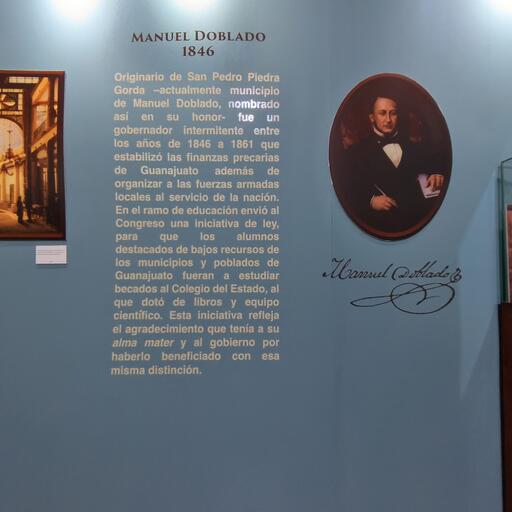 MANUEL DOBLADO
1846
Originario de San Pedro Piedra
Gorda –actualmente municipio
de Manuel Doblado, nombrado
así en su honor- fue un
gobernador intermitente entre
los años de 1846 a 1861 que
estabilizó las finanzas precarias
de Guanajuato además de
organizar a las fuerzas armadas
locales al servicio de la nación.
En el ramo de educación envió al
Congreso una iniciativa de ley,
para que los alumnos
destacados de bajos recursos de
los municipios y poblados de
Guanajuato fueran a estudiar
becados al Colegio del Estado, al
que dotó de libros y equipo
científico. Esta iniciativa refleja
el agradecimiento que tenía a su
alma mater y al gobierno por
haberlo beneficiado con esa
misma distinción.
Manuel Doblado